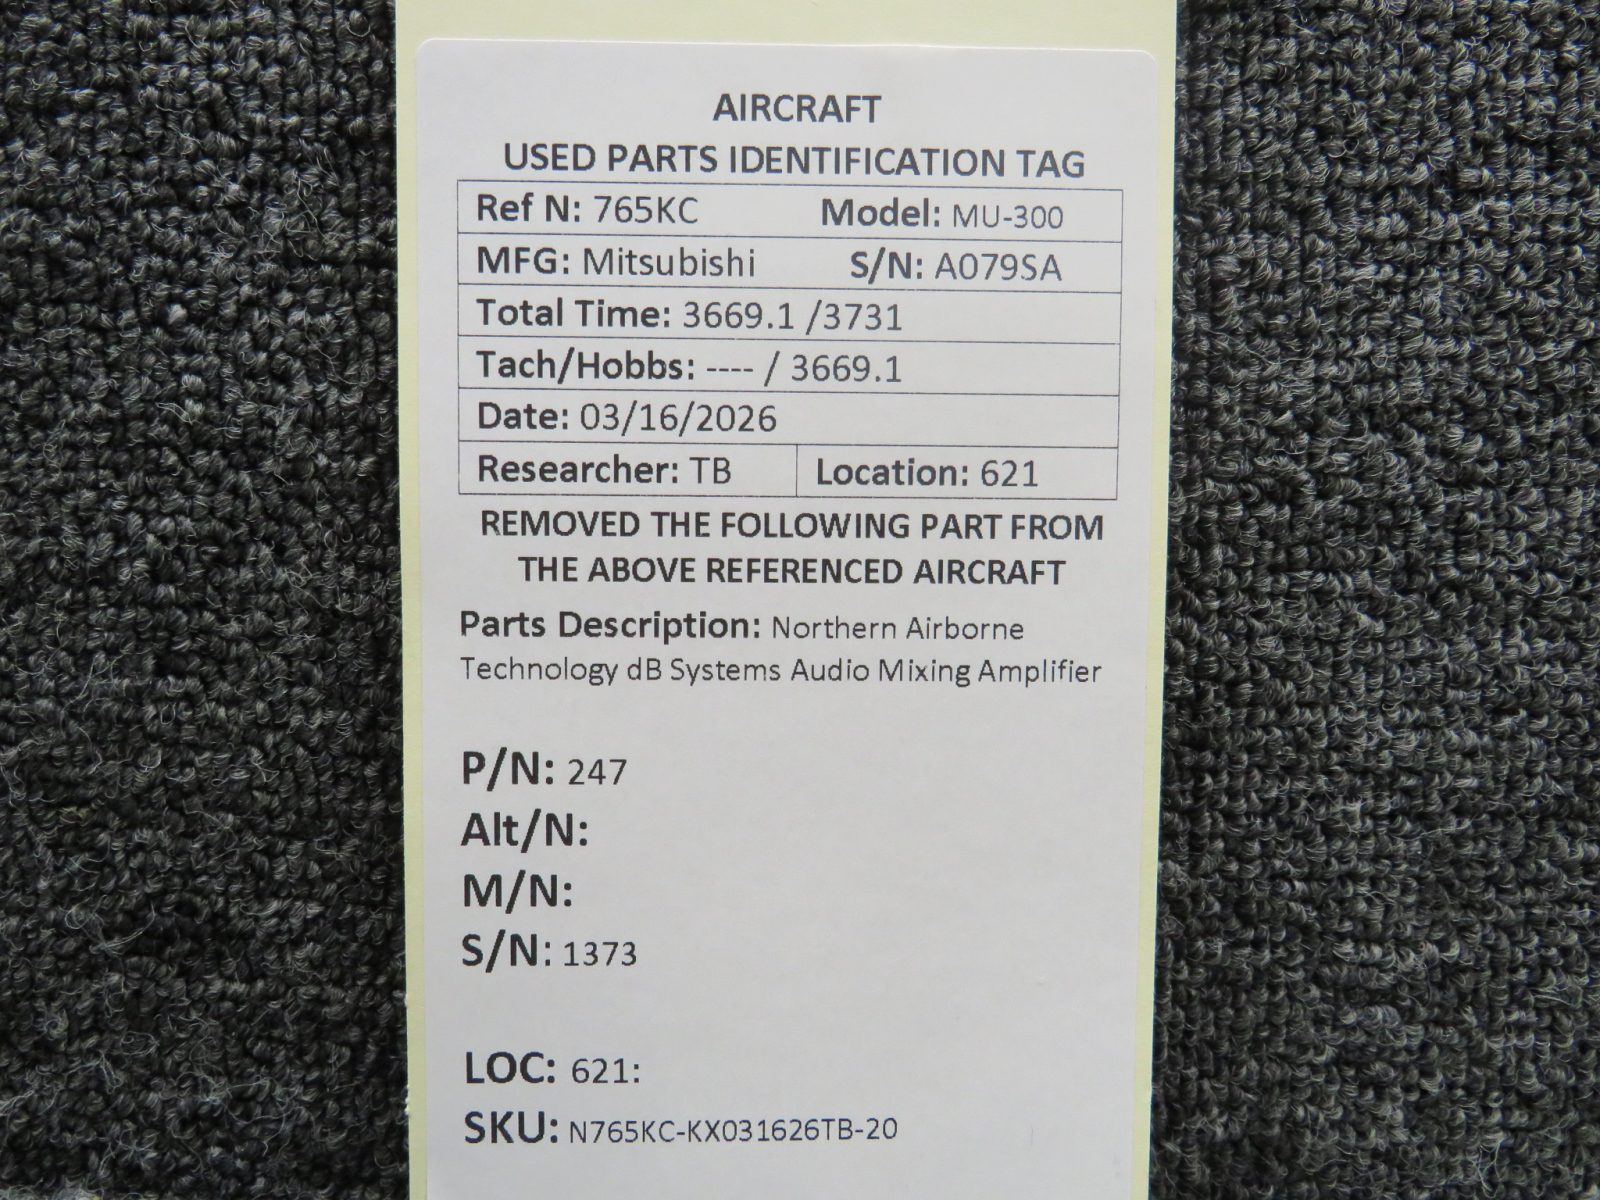 AIRCRAFT
USED PARTS IDENTIFICATION TAG
Ref N: 765KC Model: MU-300
MFG: Mitsubishi S/N: A079SA
Total Time: 3669.1 /3731
Tach/Hobbs: ---- / 3669.1
Date: 03/16/2026
Researcher: TB Location: 621
REMOVED THE FOLLOWING PART FROM
THE ABOVE REFERENCED AIRCRAFT
Parts Description: Northern Airborne
Technology dB Systems Audio Mixing Amplifier
P/N: 247
Alt/N:
M/N:
S/N: 1373
LOC: 621:
SKU: N765KC-KX031626TB-20